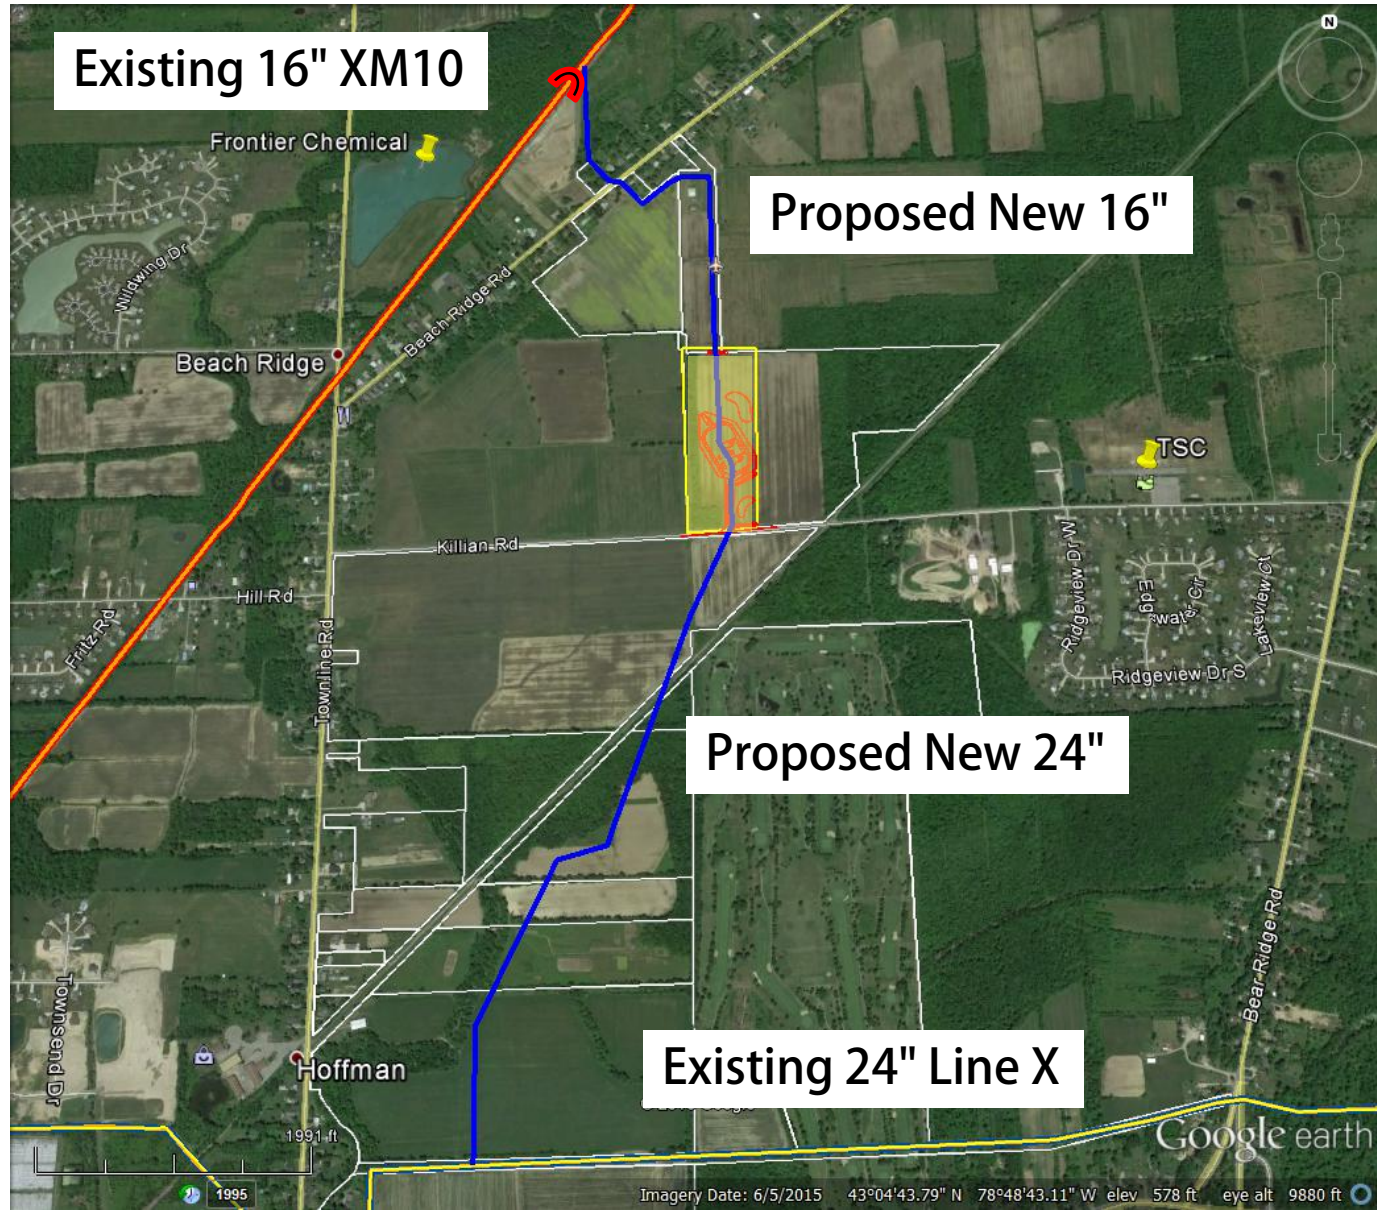 N
Existing 16" XM10
Frontier Chemical
Proposed New 16"
Wildwing Dr
Beach Ridge Rd
Beach Ridge
TSC
Killian Rd
Hill Rd
Fritz Rd
Townline Rd
Ridgeview Dr W
Edgewater Cir
Lakeview Ct
Ridgeview Dr S
Proposed New 24"
Bear Ridge Rd
Townsend Dr
Hoffman
Existing 24" Line X
1991 ft
Google earth
1995
Imagery Date: 6/5/2015 43°04'43.79" N 78°48'43.11" W elev 578 ft eye alt 9880 ft